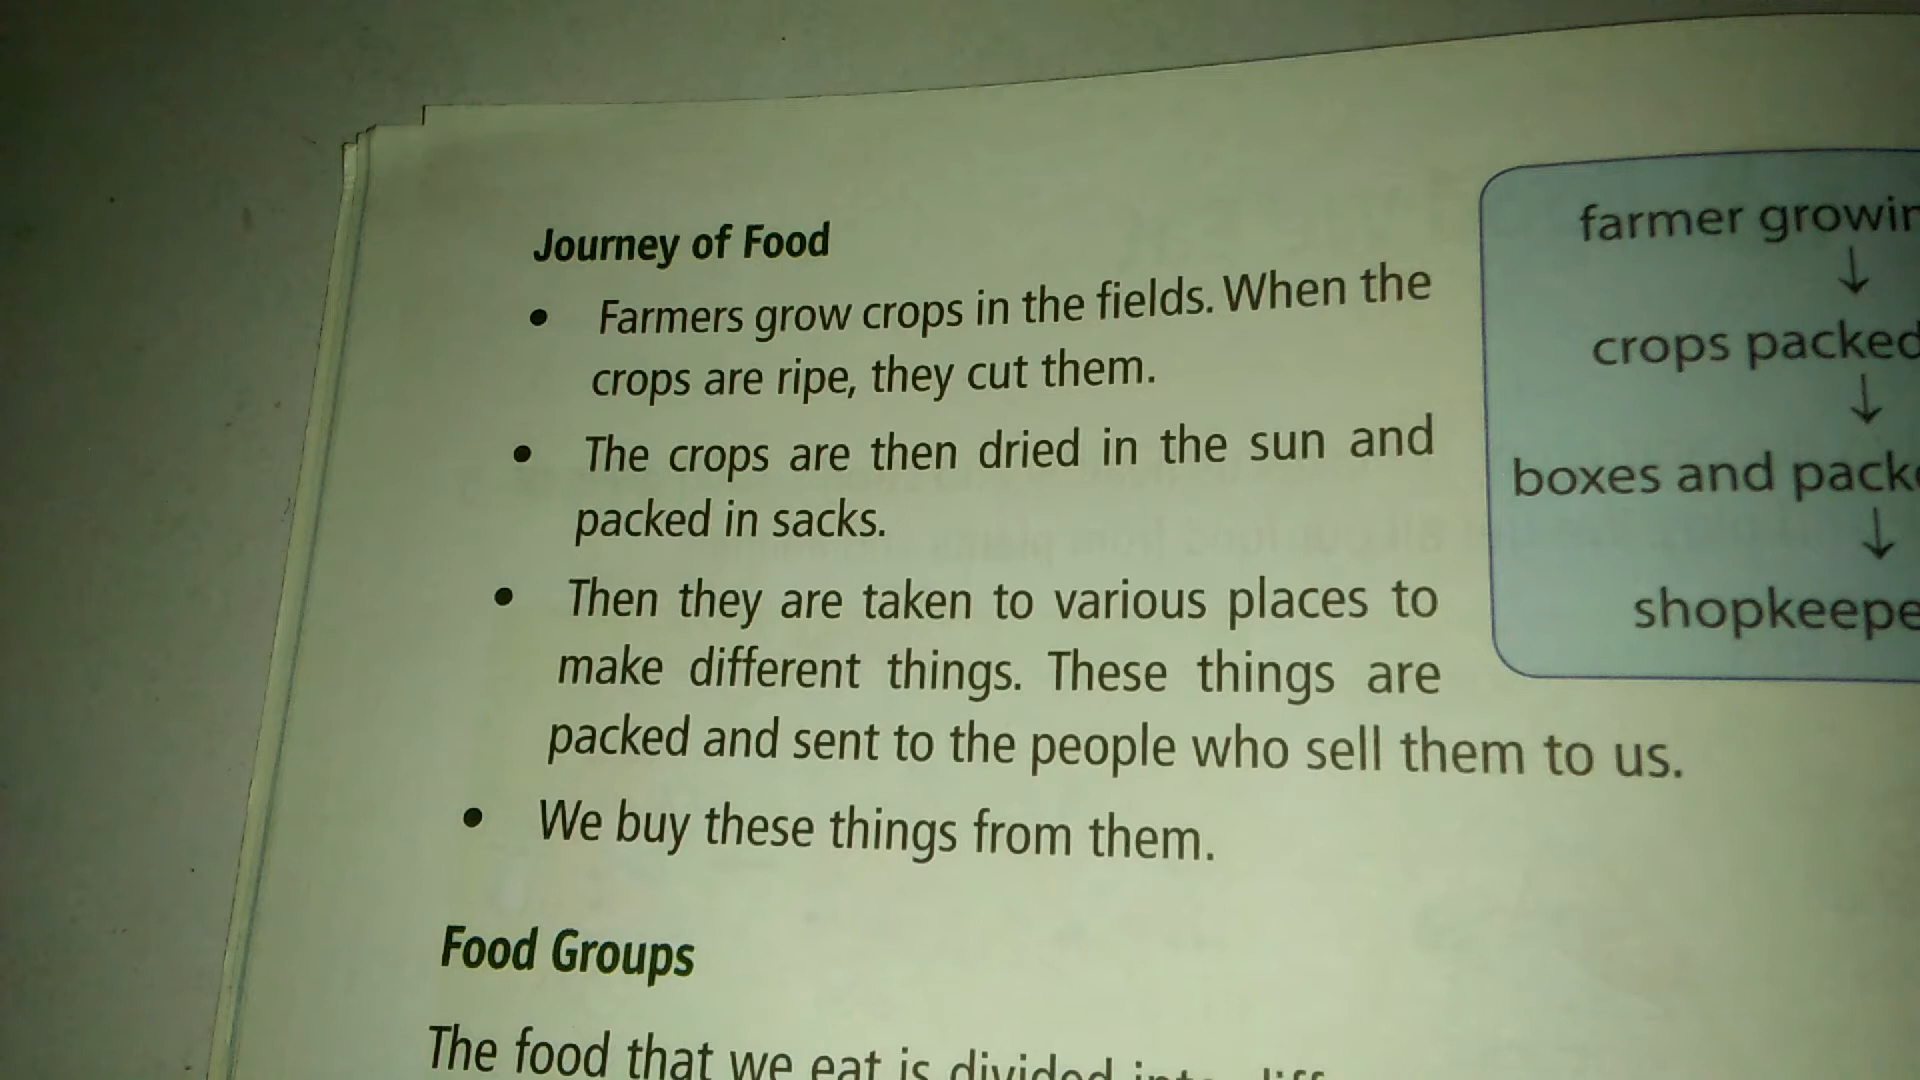 Journey of Food
• Farmers grow crops in the fields. When the
crops are ripe, they cut them.
• The crops are then dried in the sun and
packed in sacks.
• Then they are taken to various places to
make different things. These things are
packed and sent to the people who sell them to us.
• We buy these things from them.
farmer
↓
crops packed
↓
boxes and
↓
Food Groups
The food that we eat is divided into